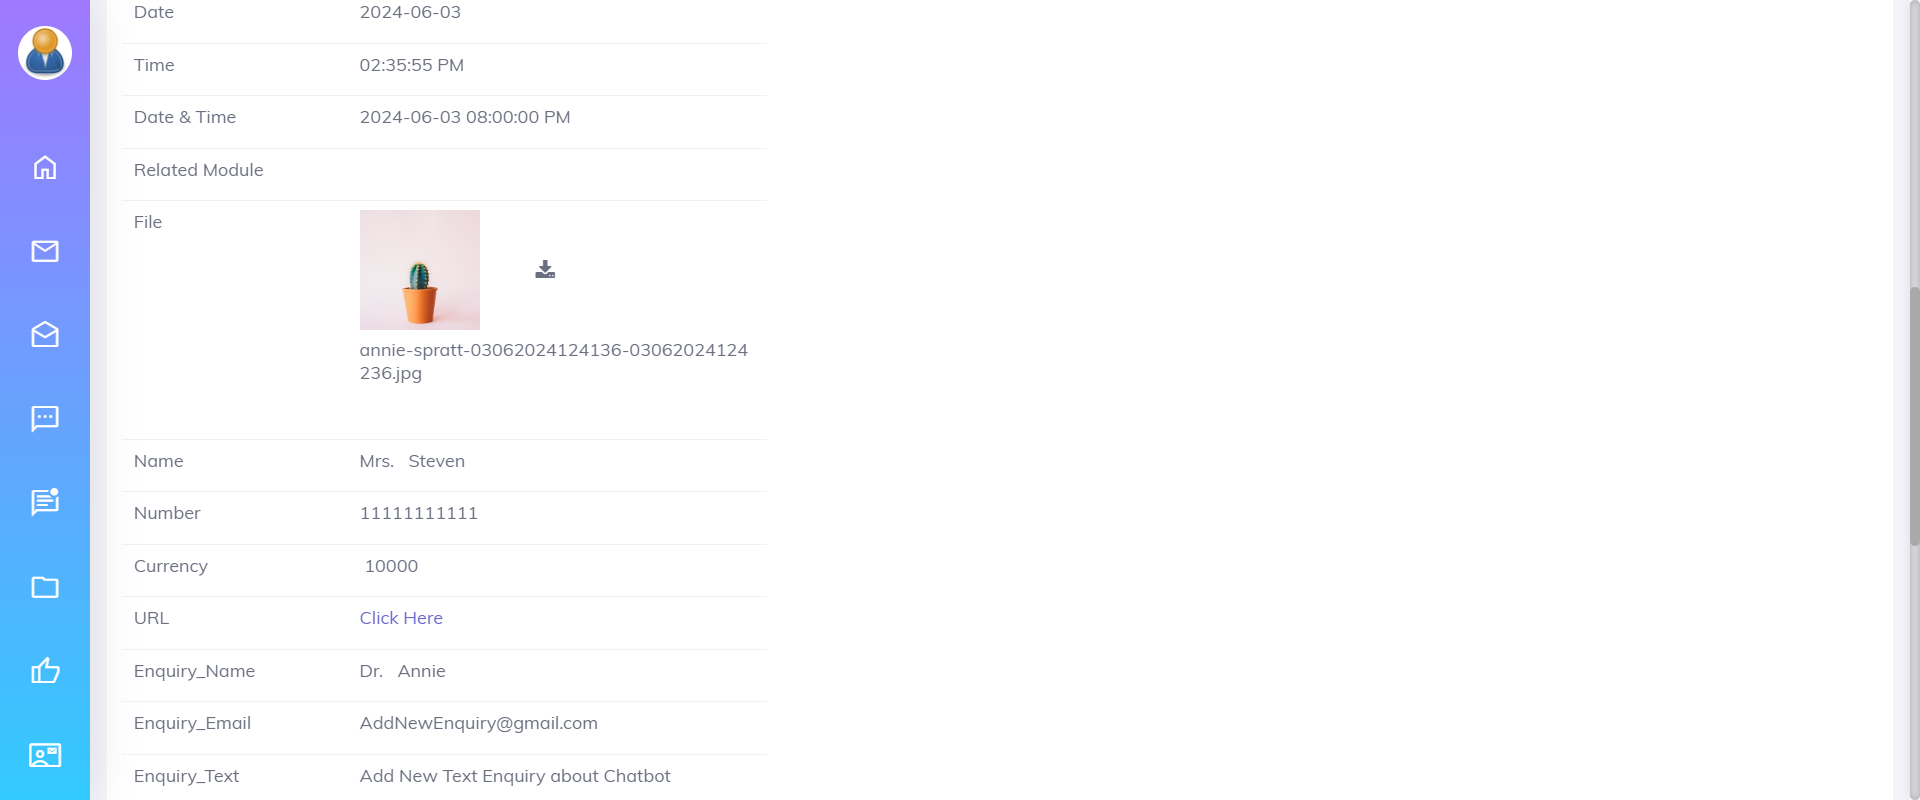 Date 2024-06-03
Time 02:35:55 PM
Date & Time 2024-06-03 08:00:00 PM
Related Module
File
annie-spratt-03062024124136-03062024124
236.jpg
Name Mrs. Steven
Number 11111111111
Currency 10000
URL Click Here
Enquiry_Name Dr. Annie
Enquiry_Email AddNewEnquiry@gmail.com
Enquiry_Text Add New Text Enquiry about Chatbot